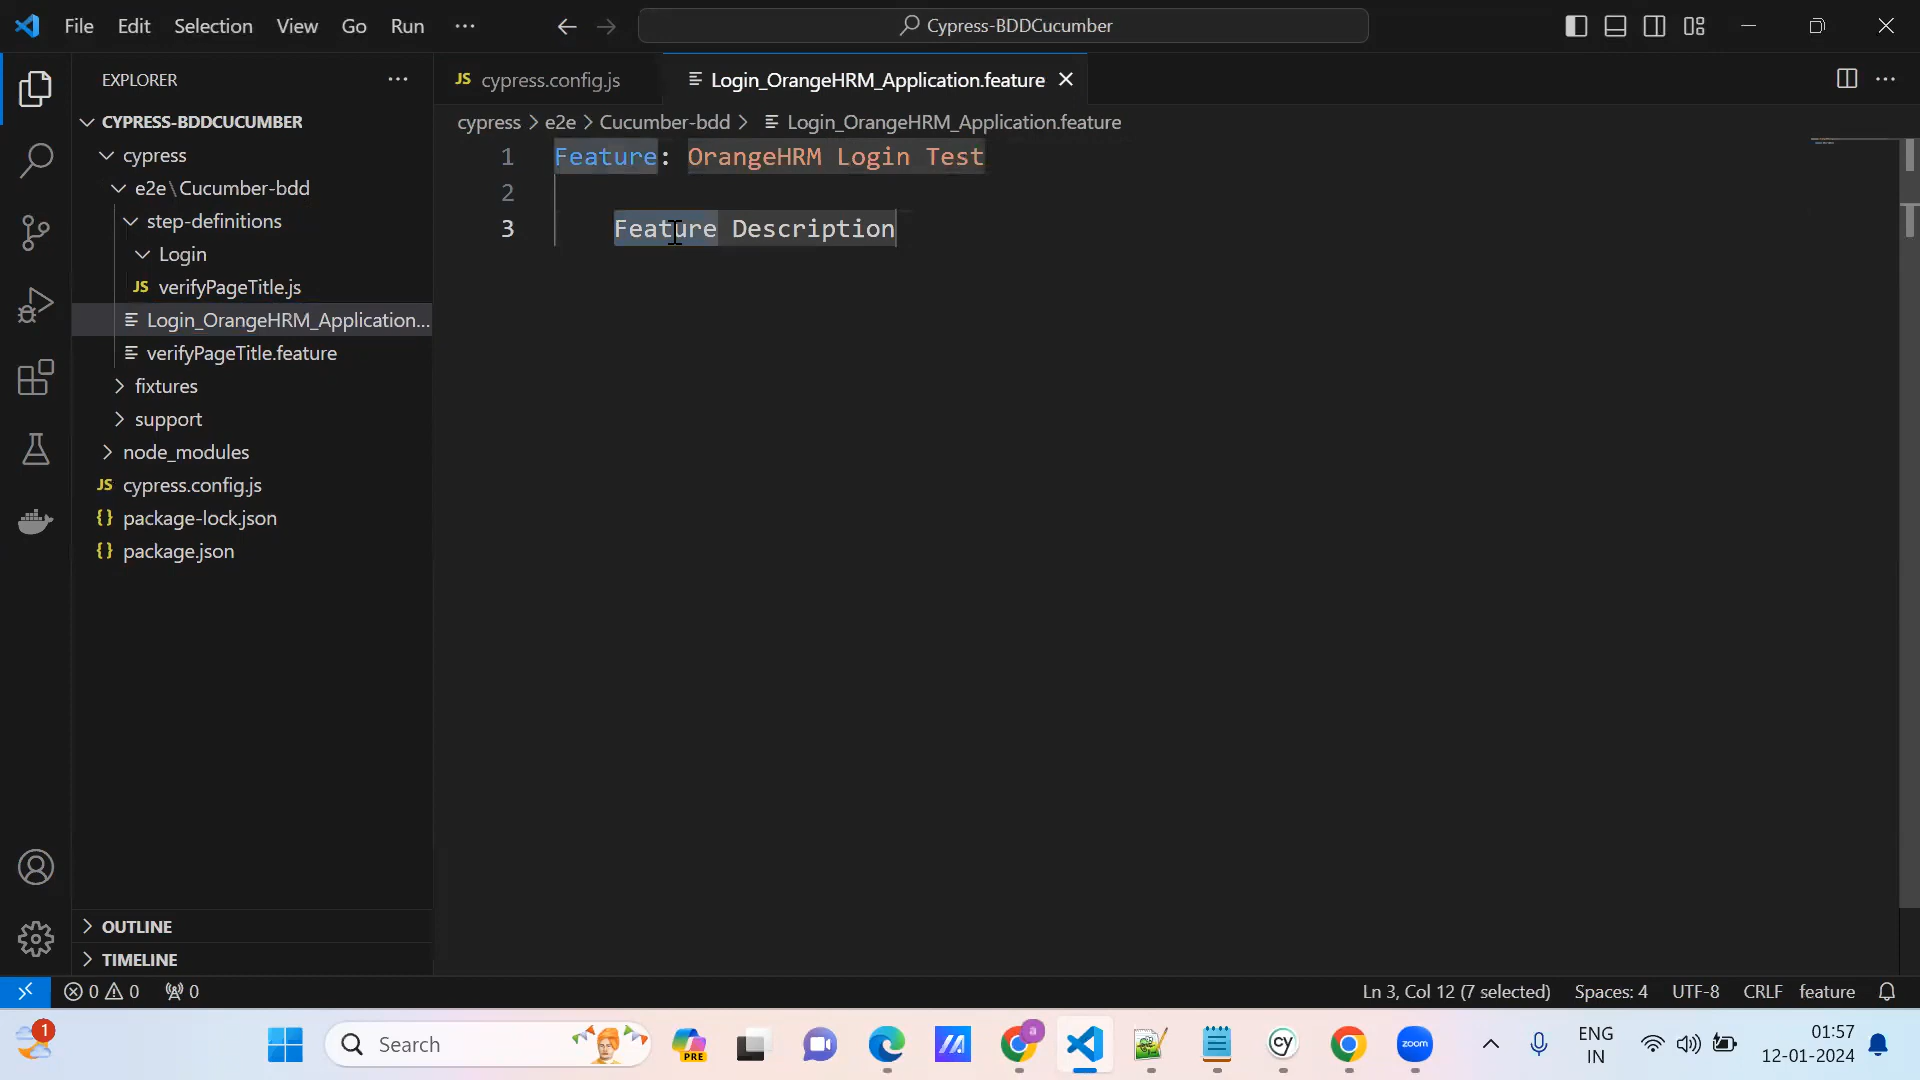 File Edit Selection View Go Run ···
Cypress-BDDCucumber
EXPLORER
CYPRESS-BDDCUCUMBER
cypress
e2e\Cucumber-bdd
step-definitions
Login
JS verifyPageTitle.js
Login_OrangeHRM_Application...
verifyPageTitle.feature
fixtures
support
node_modules
JS cypress.config.js
{} package-lock.json
{} package.json
OUTLINE
TIMELINE
JS cypress.config.js
Login_OrangeHRM_Application.feature
cypress > e2e > Cucumber-bdd > Login_OrangeHRM_Application.feature
1 Feature: OrangeHRM Login Test
2
3 Feature Description
0 0 0
Ln 3, Col 12 (7 selected) Spaces: 4 UTF-8 CRLF feature
1
Search
PRE
a
cy
zoom
ENG
IN
01:57
12-01-2024